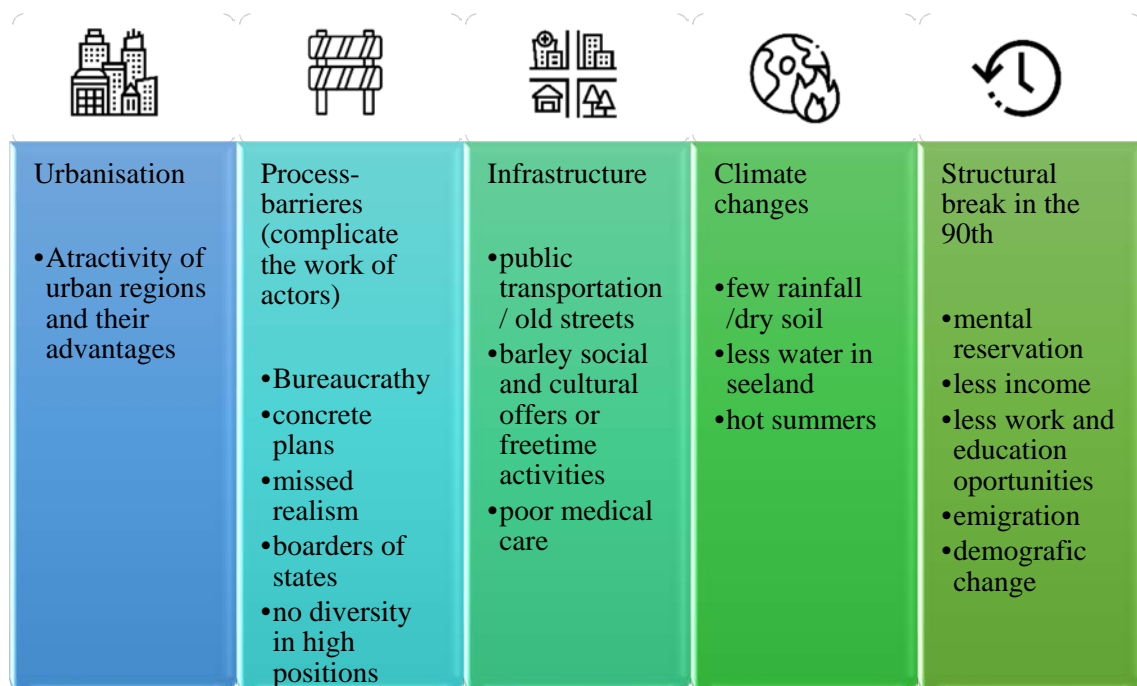 Urbanisation
•Atractivity of
urban regions
and their
advantages
Process-
barrieres
(complicate
the work of
actors)
•Bureaucrathy
•concrete
plans
•missed
realism
•boarders of
states
•no diversity
in high
positions
Infrastructure
•public
transportation
/ old streets
•barley social
and cultural
offers or
freetime
activities
•poor medical
care
Climate
changes
•few rainfall
/dry soil
•less water in
seeland
•hot summers
Structural
break in the
90th
•mental
reservation
•less income
•less work and
education
oportunities
•emigration
•demografic
change